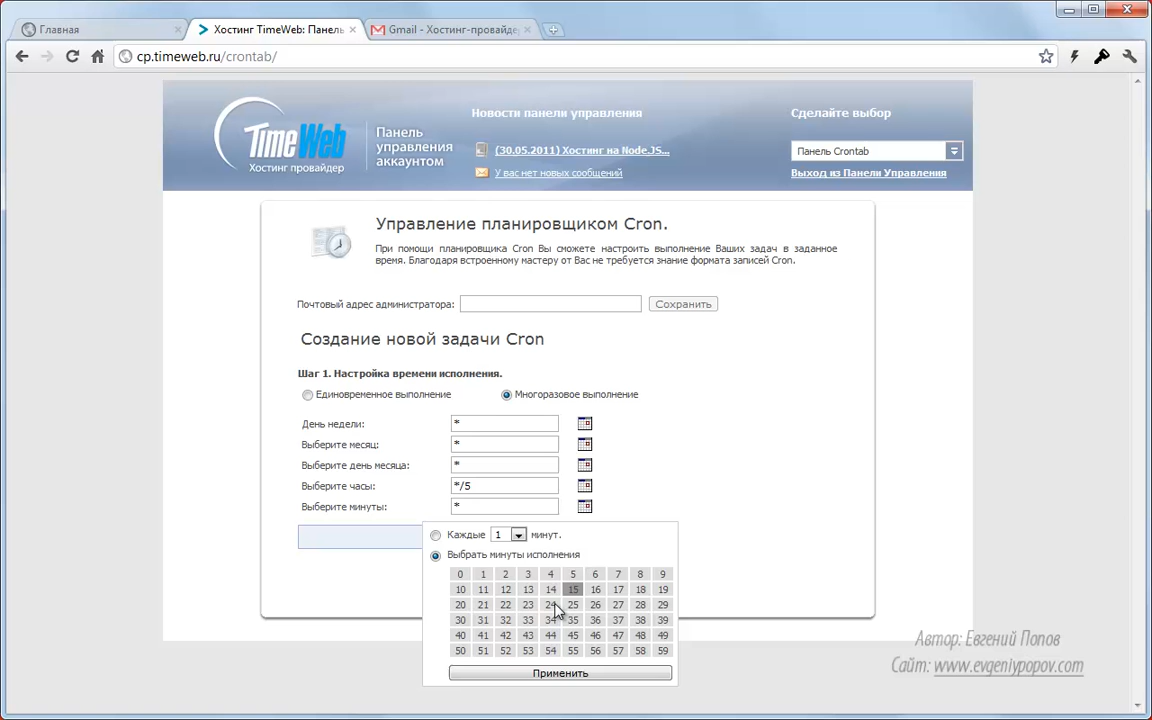 Главная
Хостинг TimeWeb: Панель
Gmail - Хостинг-провайде
cp.timeweb.ru/crontab/
TimeWeb
Хостинг провайдер
Панель
управления
аккаунтом
Новости панели управления
(30.05.2011) Хостинг на Node.JS...
У вас нет новых сообщений
Сделайте выбор
Панель Crontab
Выход из Панели Управления
Управление планировщиком Cron.
При помощи планировщика Cron Вы сможете настроить выполнение Ваших задач в заданное
время. Благодаря встроенному мастеру от Вас не требуется знание формата записей Cron.
Почтовый адрес администратора:
Сохранить
Создание новой задачи Cron
Шаг 1. Настройка времени исполнения.
Единовременное выполнение
Многоразовое выполнение
День недели: *
Выберите месяц: *
Выберите день месяца: *
Выберите часы: */5
Выберите минуты: *
Каждые 1 минут.
Выбрать минуты исполнения
0 1 2 3 4 5 6 7 8 9
10 11 12 13 14 15 16 17 18 19
20 21 22 23 24 25 26 27 28 29
30 31 32 33 34 35 36 37 38 39
40 41 42 43 44 45 46 47 48 49
50 51 52 53 54 55 56 57 58 59
Применить
Автор: Евгений Попов
Сайт: www.evgeniypopov.com